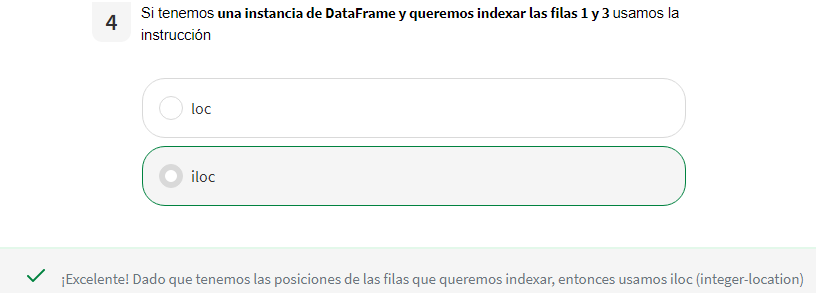 4
Si tenemos una instancia de DataFrame y queremos indexar las filas 1 y 3 usamos la
instrucción
loc
iloc
¡Excelente! Dado que tenemos las posiciones de las filas que queremos indexar, entonces usamos iloc (integer-location)